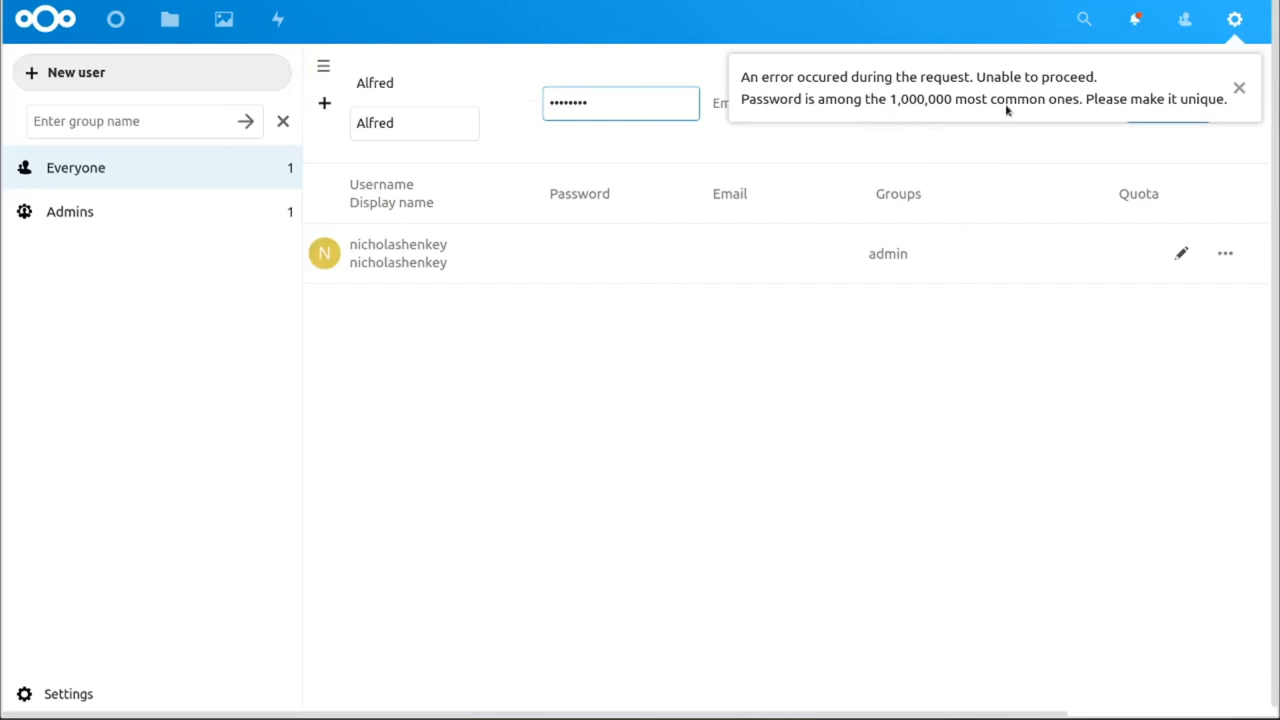 New user
Enter group name
Everyone 1
Admins 1
Settings
Alfred
Alfred
••••••••
Em
An error occured during the request. Unable to proceed.
Password is among the 1,000,000 most common ones. Please make it unique.
Username
Display name
Password
Email
Groups
Quota
N
nicholashenkey
nicholashenkey
admin